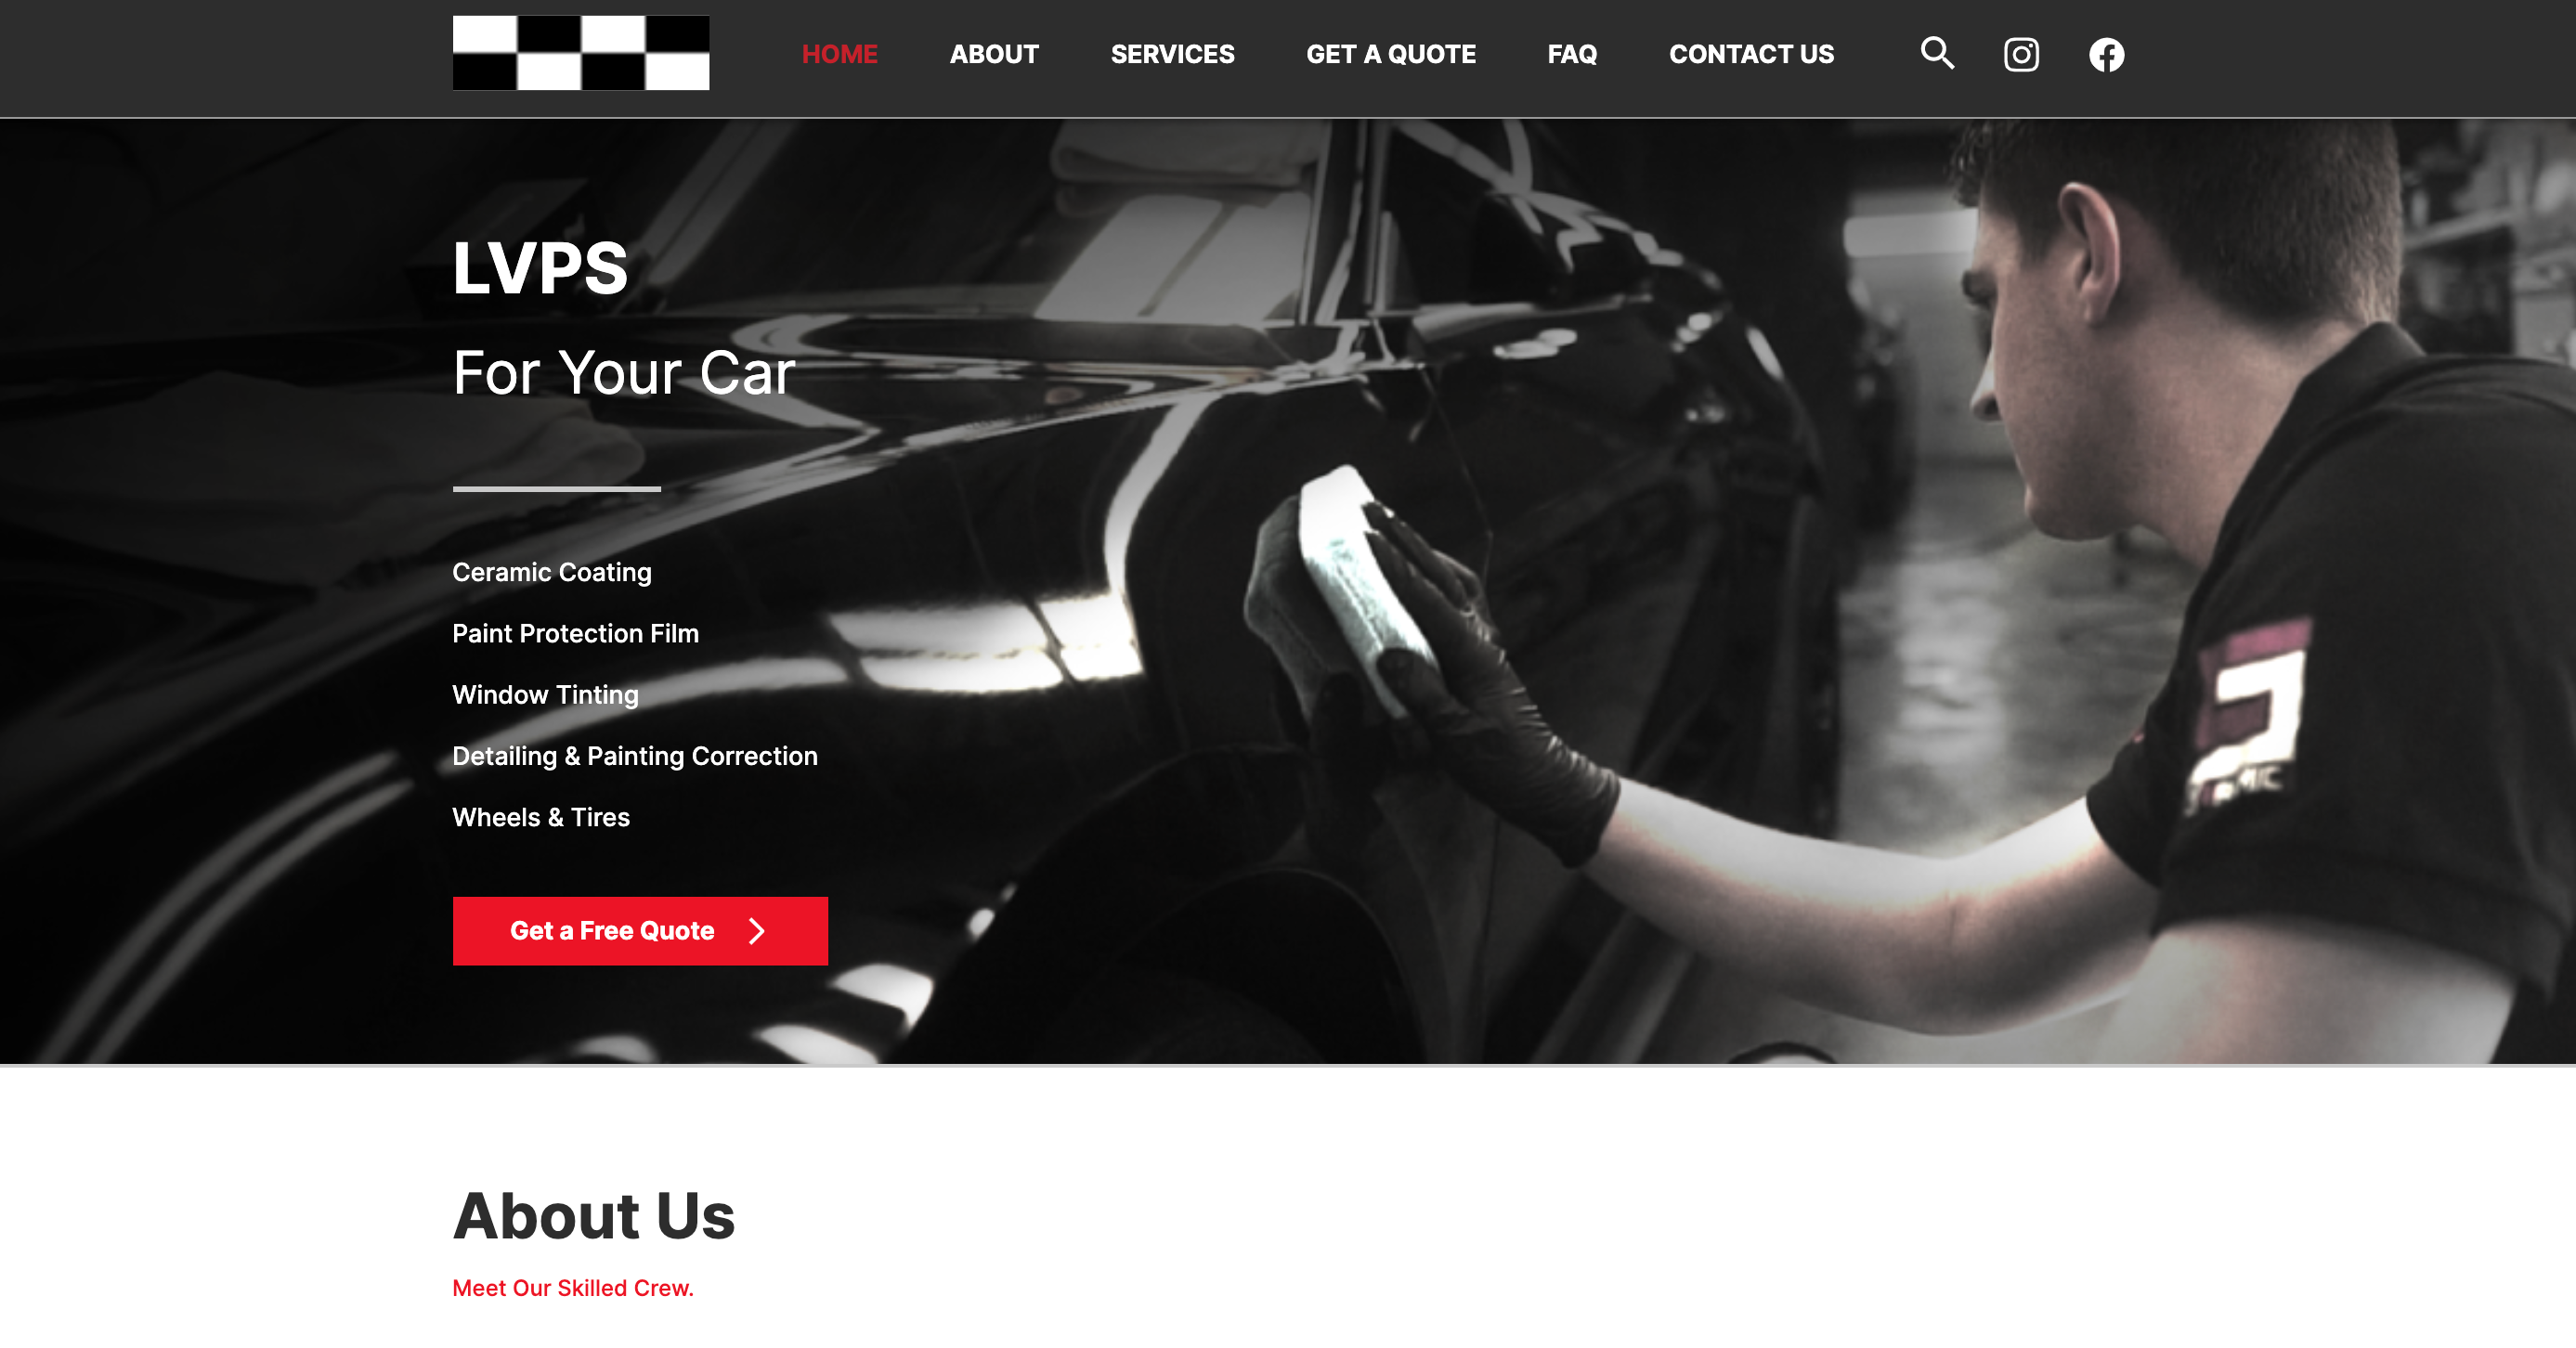 HOME ABOUT SERVICES GET A QUOTE FAQ CONTACT US
LVPS
For Your Car
Ceramic Coating
Paint Protection Film
Window Tinting
Detailing & Painting Correction
Wheels & Tires
Get a Free Quote
About Us
Meet Our Skilled Crew.